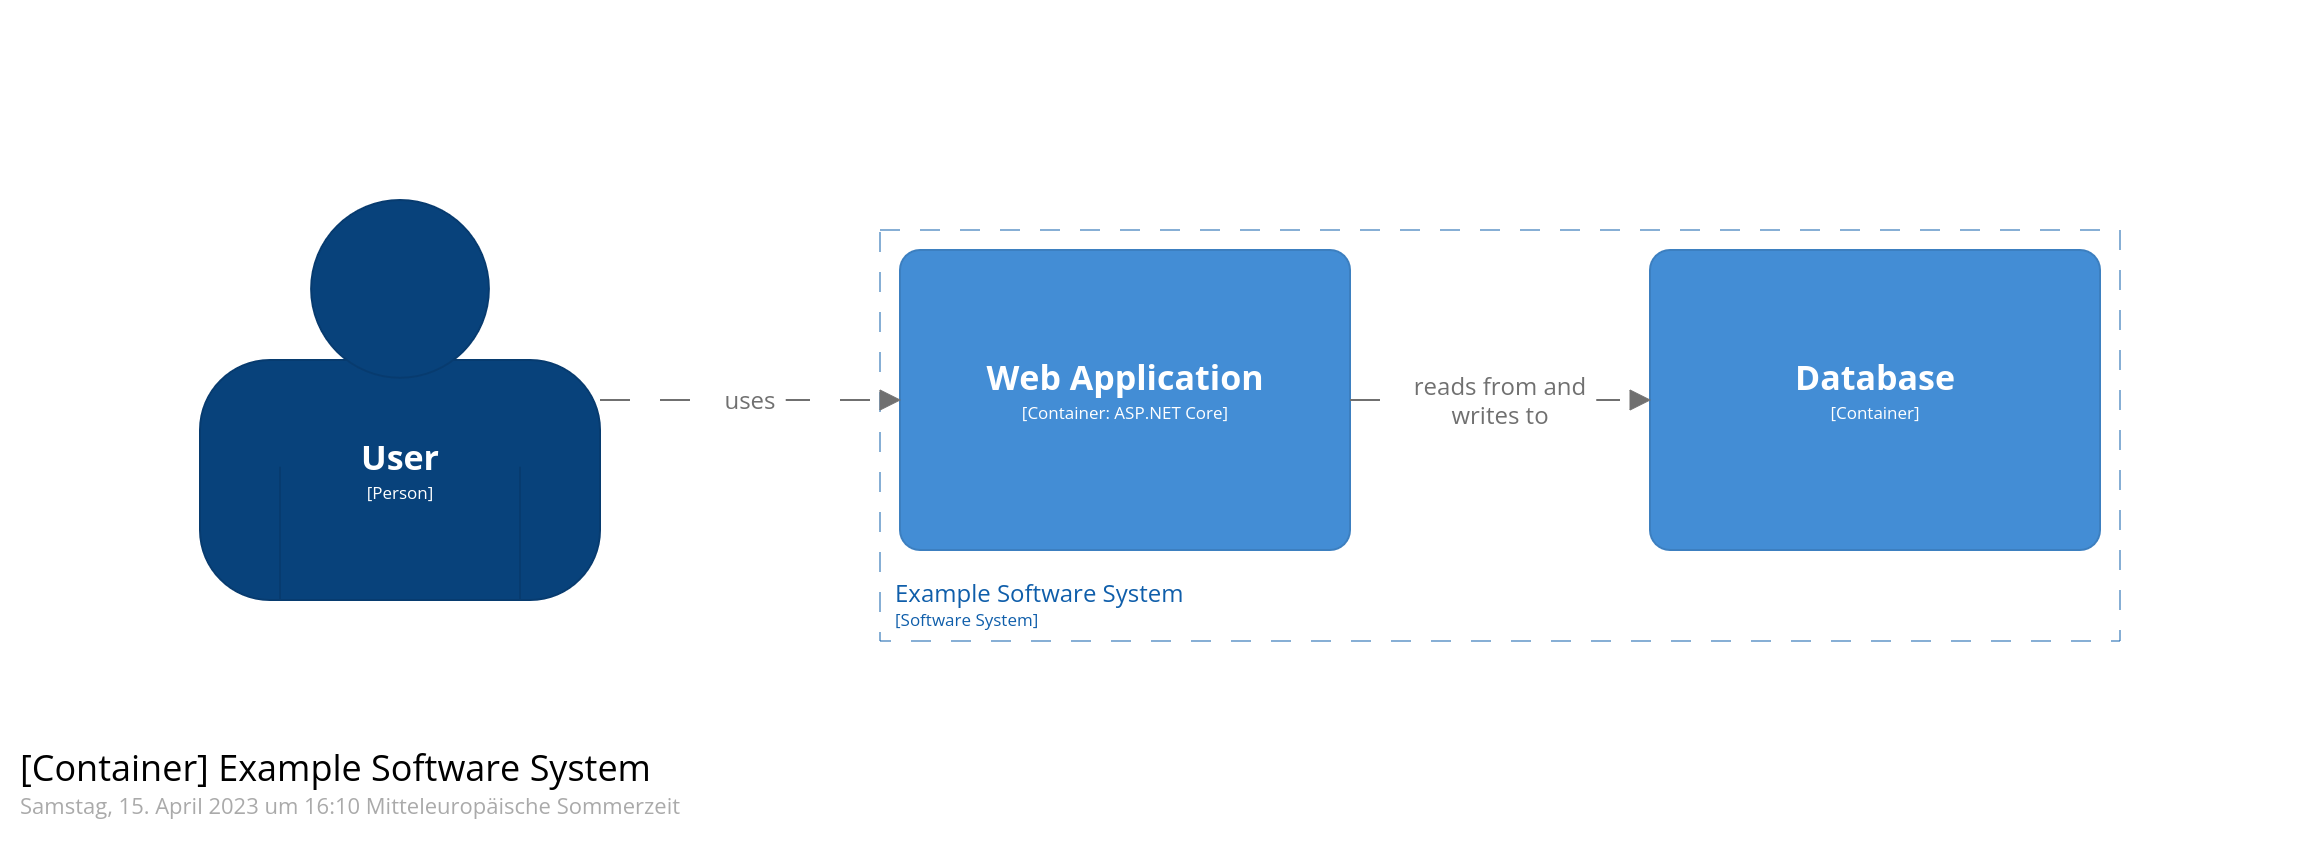 User
[Person]
uses
Web Application
[Container: ASP.NET Core]
reads from and
writes to
Database
[Container]
Example Software System
[Software System]
[Container] Example Software System
Samstag, 15. April 2023 um 16:10 Mitteleuropäische Sommerzeit